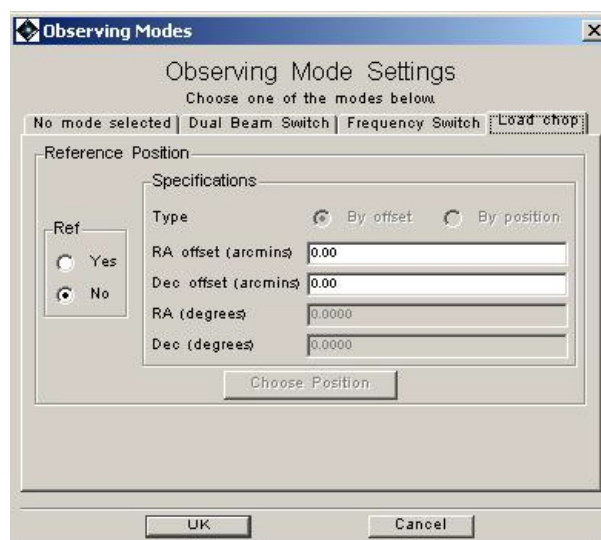 Observing Modes
Observing Mode Settings
Choose one of the modes below.
No mode selected Dual Beam Switch Frequency Switch Load chop
Reference Position
Specifications
Ref
Yes
No
Type By offset By position
RA offset (arcmins) 0.00
Dec offset (arcmins) 0.00
RA (degrees) 0.0000
Dec (degrees) 0.0000
Choose Position
UK Cancel